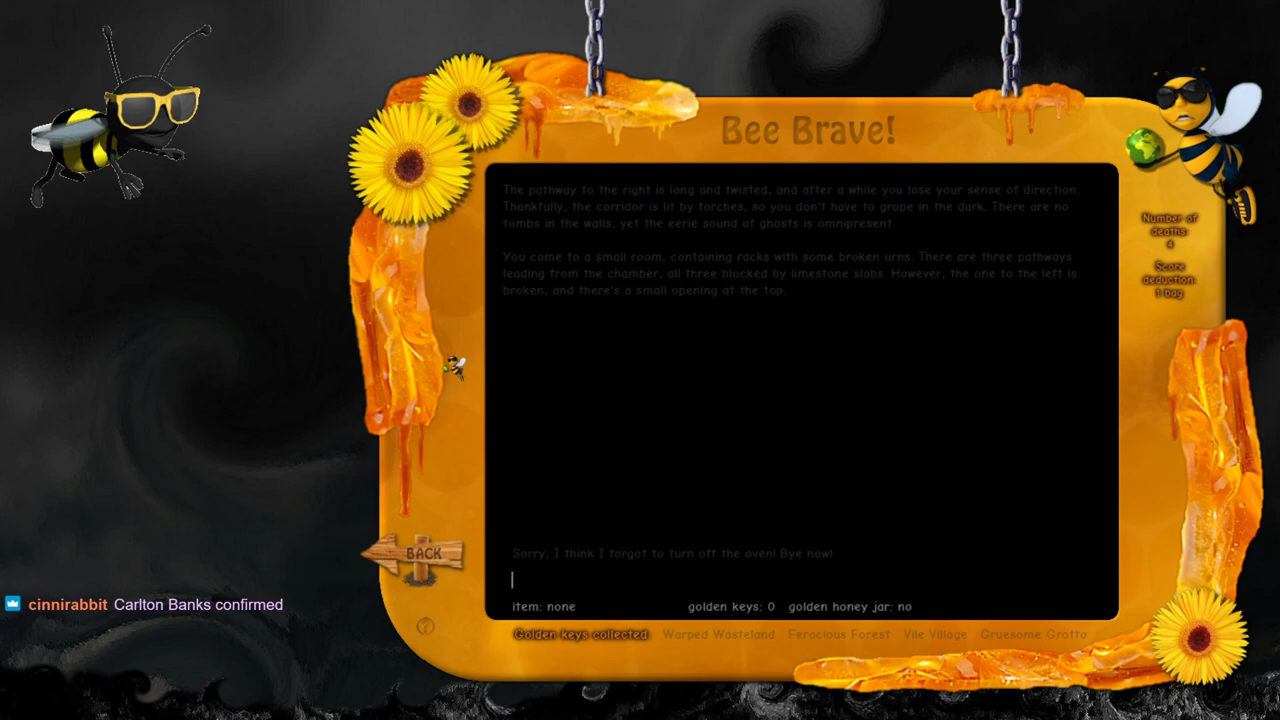 Bee Brave!
The pathway to the right is long and twisted, and after a while you lose your sense of direction.
Thankfully, the corridor is lit by torches, so you don't have to grope in the dark. There are no
tombs in the walls, yet the eerie sound of ghosts is omnipresent.
You come to a small room, containing racks with some broken urns. There are three pathways
leading from the chamber, all three blocked by limestone slabs. However, the one to the left is
broken, and there's a small opening at the top.
Number of
deaths:
4
Score
deduction:
1 bag
Sorry, I think I forgot to turn off the oven! Bye now!
BACK
cinnirabbit Carlton Banks confirmed
item: none golden keys: 0 golden honey jar: no
?
Golden keys collected Warped Wasteland Ferocious Forest Vile Village Gruesome Grotto